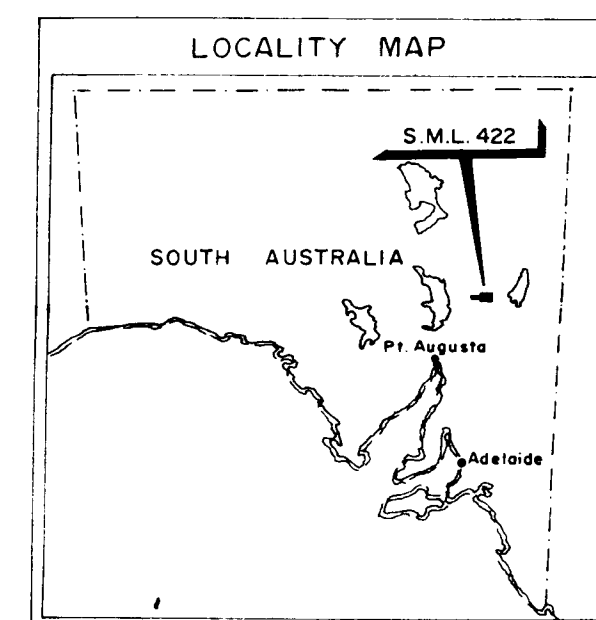 LOCALITY MAP
S.M.L. 422
SOUTH AUSTRALIA
Pt. Augusta
Adelaide